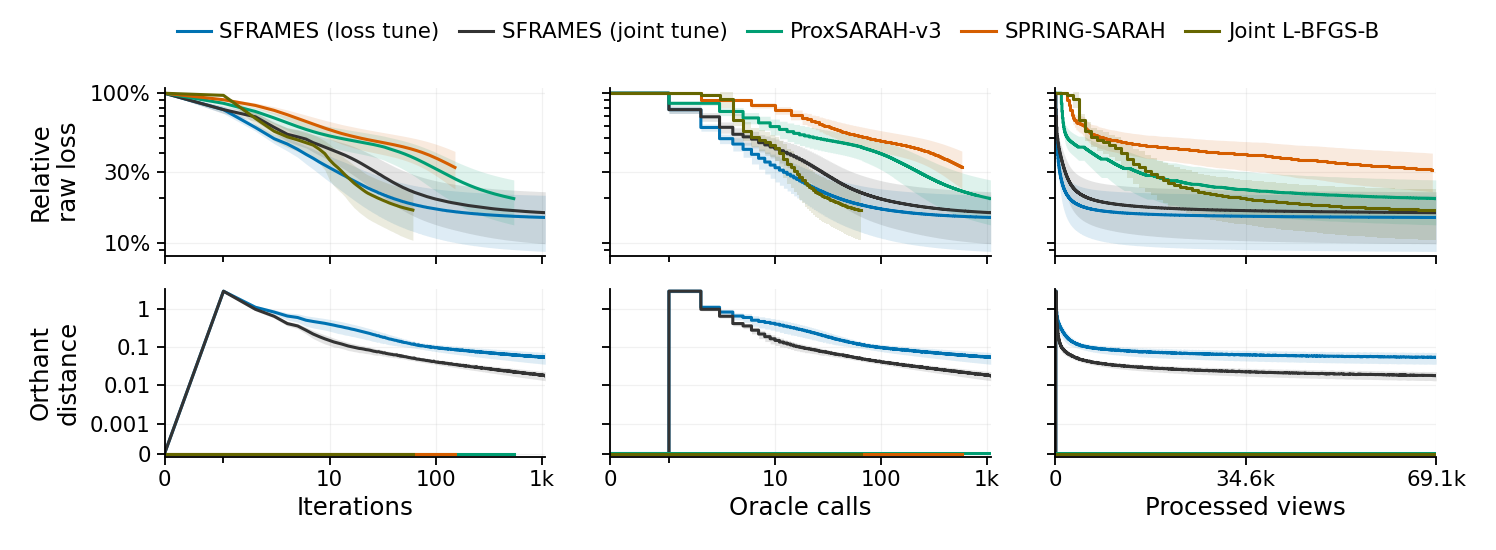 SFRAMES (loss tune) SFRAMES (joint tune) ProxSARAH-v3 SPRING-SARAH Joint L-BFGS-B
Relative
raw loss
100%
30%
10%
Orthant
distance
1
0.1
0.01
0.001
0
0 10 100 1k
Iterations
0 10 100 1k
Oracle calls
0 34.6k 69.1k
Processed views